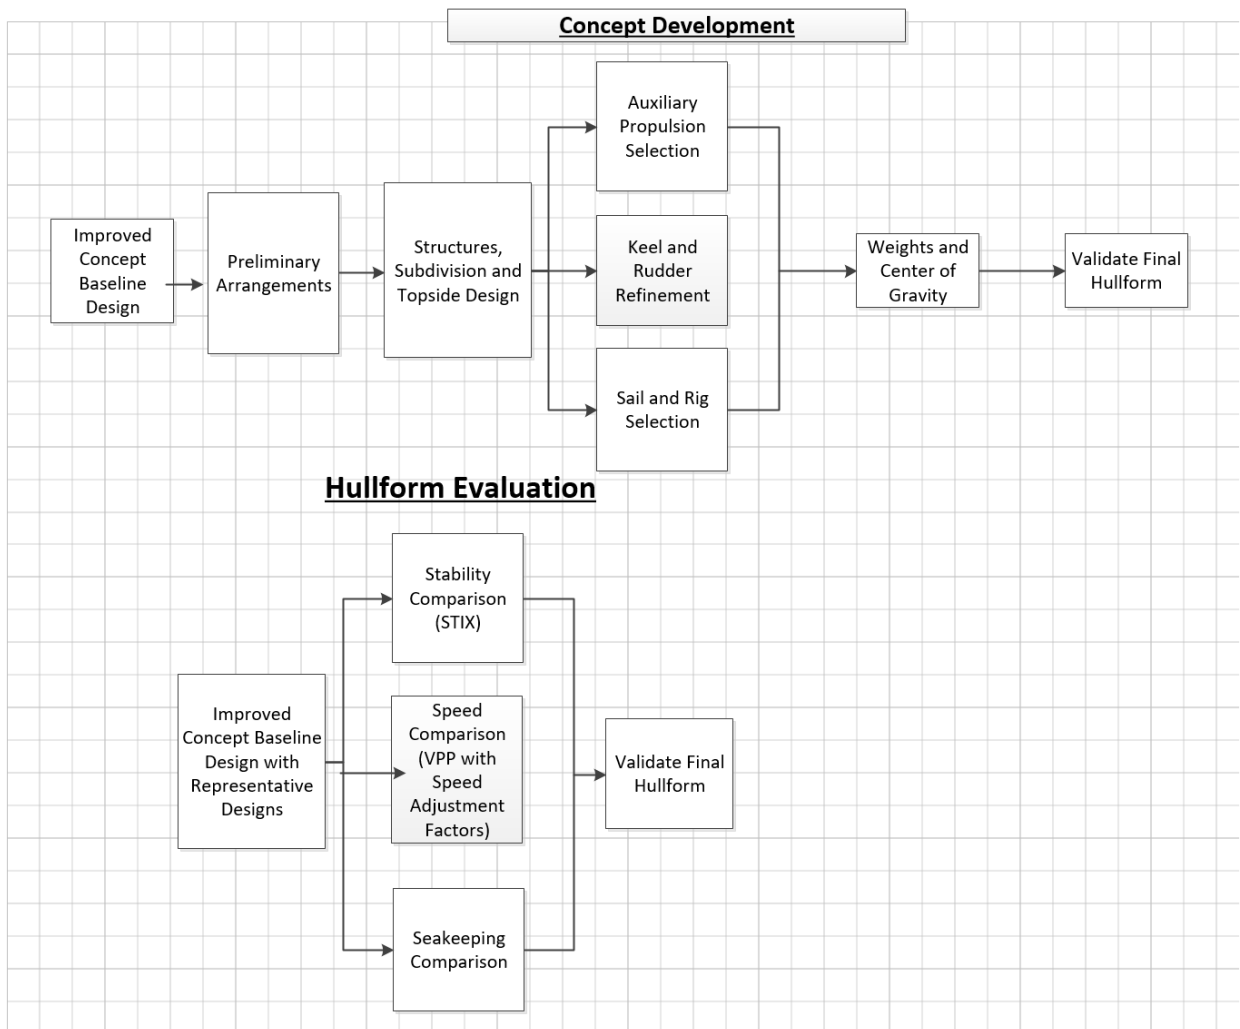 Concept Development
Auxiliary
Propulsion
Selection
Improved
Concept
Baseline
Design
Preliminary
Arrangements
Structures,
Subdivision and
Topside Design
Keel and
Rudder
Refinement
Weights and
Center of
Gravity
Validate Final
Hullform
Sail and Rig
Selection
Hullform Evaluation
Stability
Comparison
(STIX)
Improved
Concept Baseline
Design with
Representative
Designs
Speed
Comparison
(VPP with
Speed
Adjustment
Factors)
Validate Final
Hullform
Seakeeping
Comparison